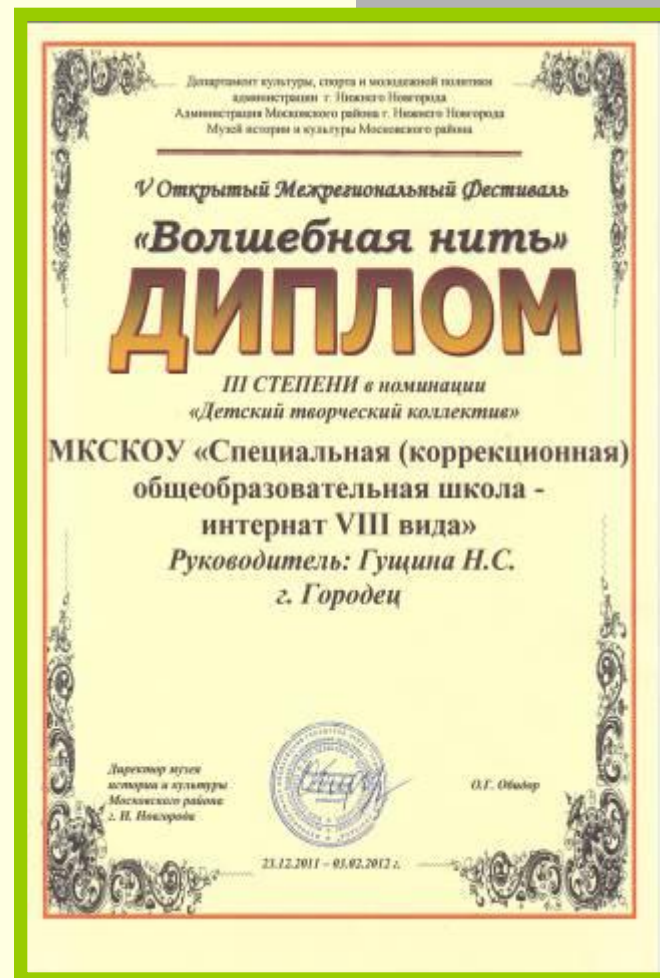 Департамент культуры, спорта и молодежной политики
администрации г. Нижнего Новгорода
Администрация Московского района г. Нижнего Новгорода
Музей истории и культуры Московского района
V Открытый Межрегиональный Фестиваль
«Волшебная нить»
ДИПЛОМ
III СТЕПЕНИ в номинации
«Детский творческий коллектив»
МКСКОУ «Специальная (коррекционная)
общеобразовательная школа -
интернат VIII вида»
Руководитель: Гущина Н.С.
г. Городец
Директор музея
истории и культуры
Московского района
г. Н. Новгорода
О.Г. Обидор
23.12.2011 – 03.02.2012 г.